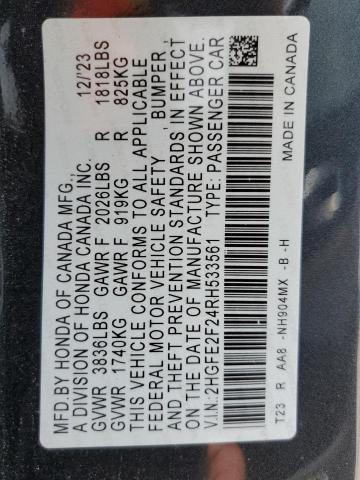 MFD.BY HONDA OF CANADA MFG.,
A DIVISION OF HONDA CANADA INC. 12/'23
GVWR 3836LBS GAWR F 2026LBS R 1818LBS
GVWR 1740KG GAWR F 919KG R 825KG
THIS VEHICLE CONFORMS TO ALL APPLICABLE
FEDERAL MOTOR VEHICLE SAFETY, BUMPER,
AND THEFT PREVENTION STANDARDS IN EFFECT
ON THE DATE OF MANUFACTURE SHOWN ABOVE.
V.I.N:2HGFE2F24RH533561 TYPE:PASSENGER CAR
T23 R AA8 -NH904MX -B -H MADE IN CANADA